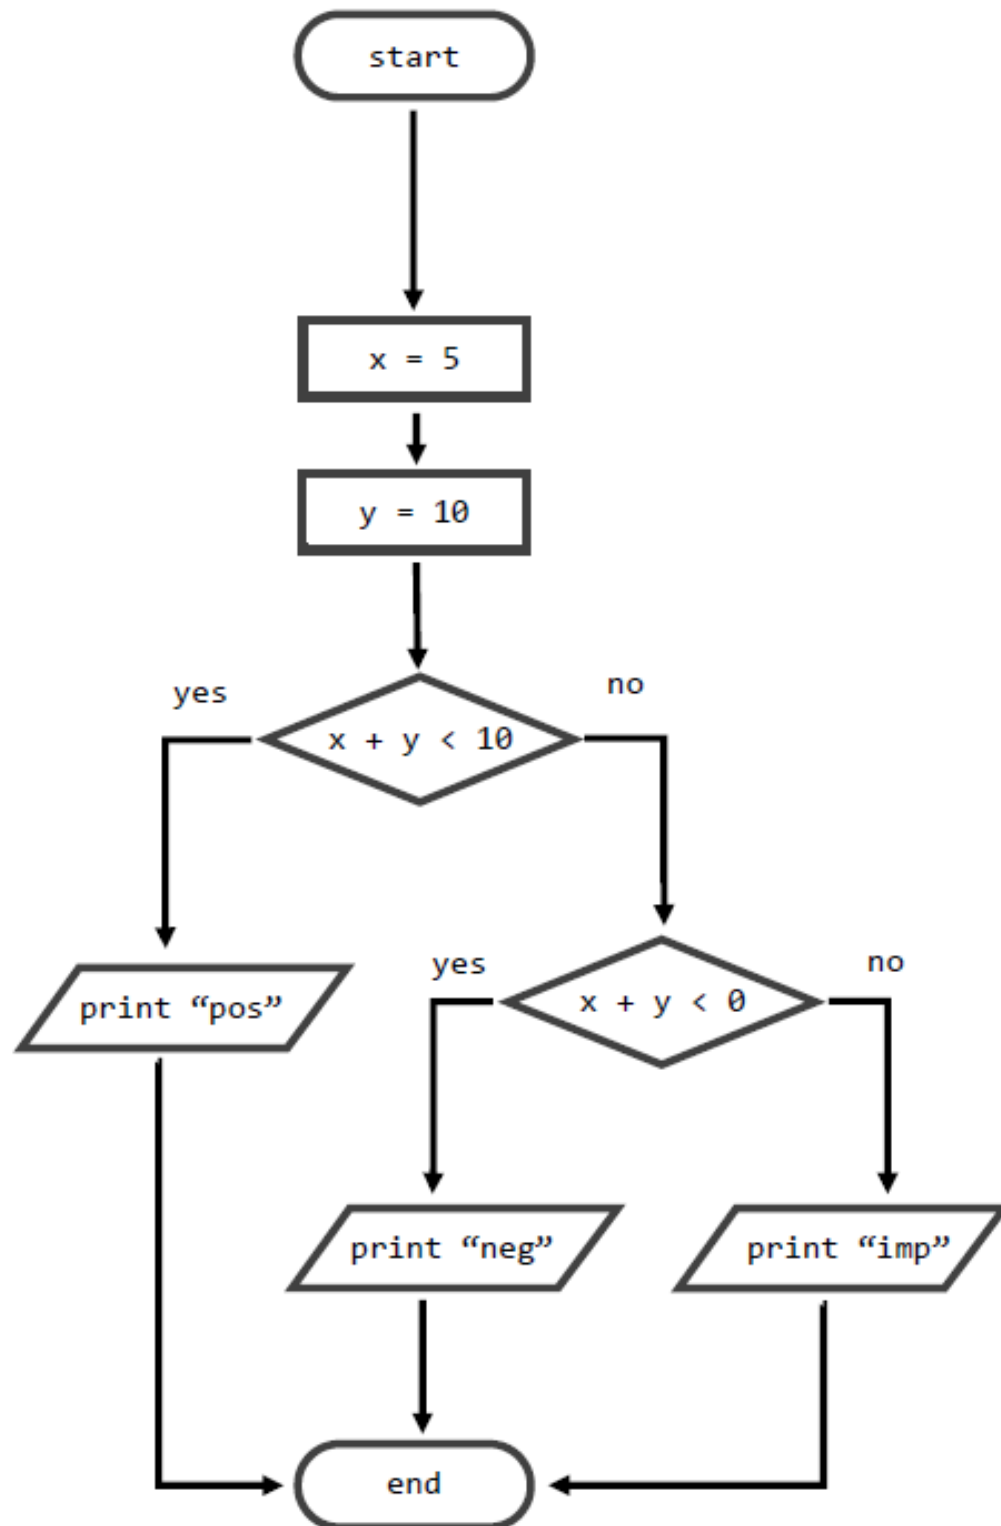 start
x = 5
y = 10
yes
no
x + y < 10
yes
no
print “pos”
x + y < 0
print “neg”
print “imp”
end